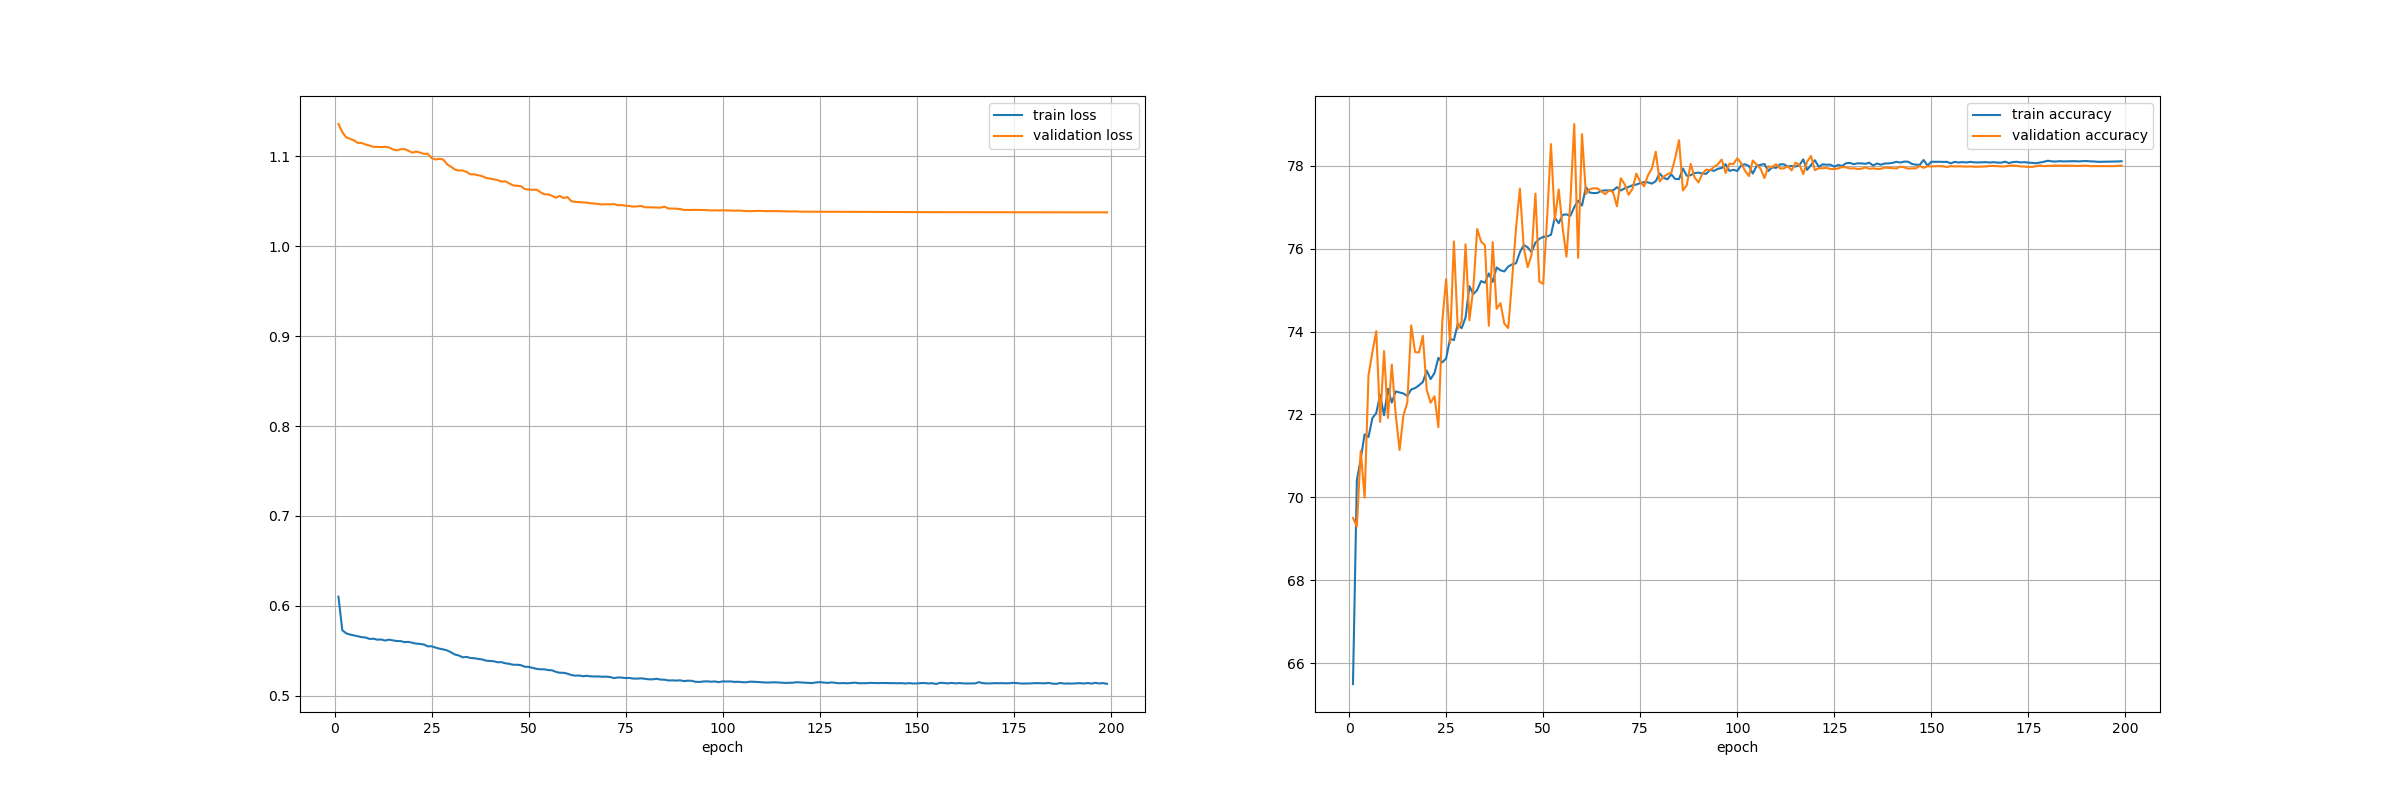 train loss
validation loss
1.1
1.0
0.9
0.8
0.7
0.6
0.5
0 25 50 75 100 125 150 175 200
epoch
train accuracy
validation accuracy
78
76
74
72
70
68
66
0 25 50 75 100 125 150 175 200
epoch